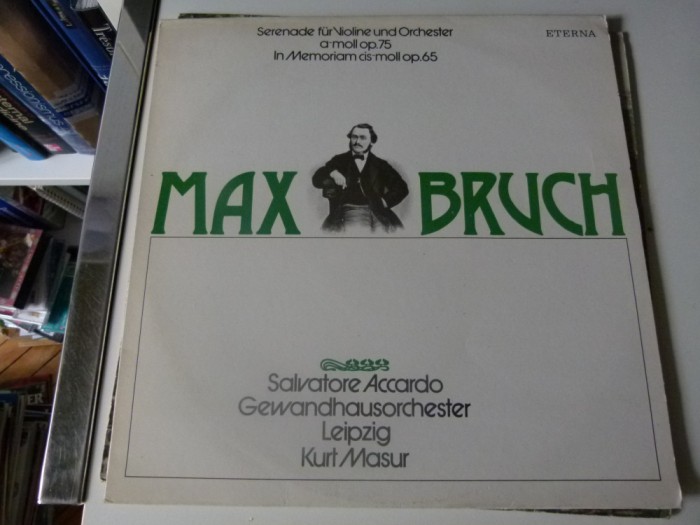 Serenade für Violine und Orchester
a-moll op.75
In Memoriam cis-moll op.65
ETERNA
MAX BRUCH
Salvatore Accardo
Gewandhausorchester
Leipzig
Kurt Masur